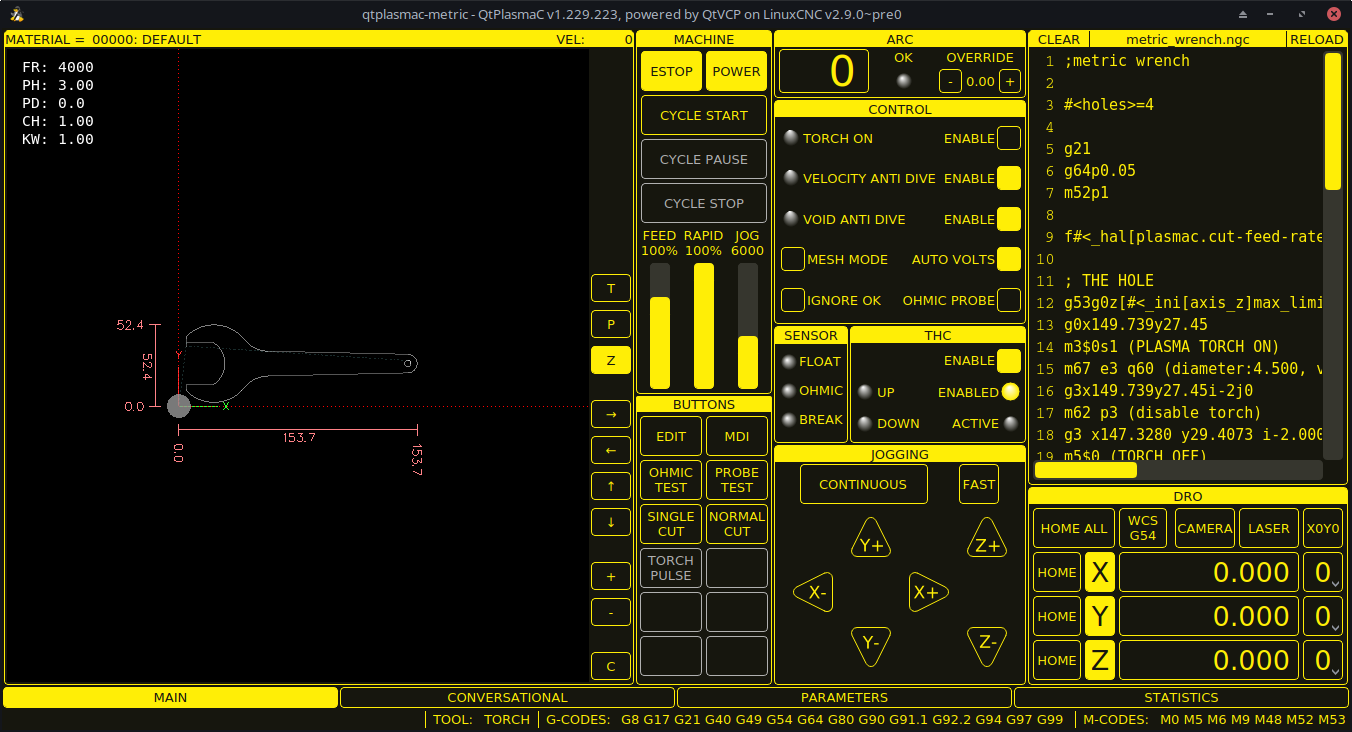 qtplasmac-metric - QtPlasmaC v1.229.223, powered by QtVCP on LinuxCNC v2.9.0~pre0
MATERIAL = 00000: DEFAULT
VEL: 0
FR: 4000
PH: 3.00
PD: 0.0
CH: 1.00
KW: 1.00
52.4
52.4
0.0
Y
X
153.7
0.0
153.7
T
P
Z
→
←
↑
↓
+
-
C
MACHINE
ESTOP POWER
CYCLE START
CYCLE PAUSE
CYCLE STOP
FEED RAPID JOG
100% 100% 6000
BUTTONS
EDIT MDI
OHMIC TEST
PROBE TEST
SINGLE CUT
NORMAL CUT
TORCH PULSE
ARC
0
OK
OVERRIDE
- 0.00 +
CONTROL
TORCH ON ENABLE
VELOCITY ANTI DIVE ENABLE
VOID ANTI DIVE ENABLE
MESH MODE AUTO VOLTS
IGNORE OK OHMIC PROBE
SENSOR
FLOAT
OHMIC
BREAK
THC
ENABLE
UP ENABLED
DOWN ACTIVE
JOGGING
CONTINUOUS FAST
Y+ Z+
X- X+
Y- Z-
CLEAR metric_wrench.ngc RELOAD
1 ;metric wrench
2
3 #<holes>=4
4
5 g21
6 g64p0.05
7 m52p1
8
9 f#<_hal[plasmac.cut-feed-rate
10
11 ; THE HOLE
12 g53g0z[#<_ini[axis_z]max_limi
13 g0x149.739y27.45
14 m3$0s1 (PLASMA TORCH ON)
15 m67 e3 q60 (diameter:4.500, v
16 g3x149.739y27.45i-2j0
17 m62 p3 (disable torch)
18 g3 x147.3280 y29.4073 i-2.000
19 m5$0 (TORCH OFF)
DRO
HOME ALL
WCS G54
CAMERA
LASER
X0Y0
HOME X 0.000 0
HOME Y 0.000 0
HOME Z 0.000 0
MAIN CONVERSATIONAL PARAMETERS STATISTICS
TOOL: TORCH
G-CODES: G8 G17 G21 G40 G49 G54 G64 G80 G90 G91.1 G92.2 G94 G97 G99
M-CODES: M0 M5 M6 M9 M48 M52 M53